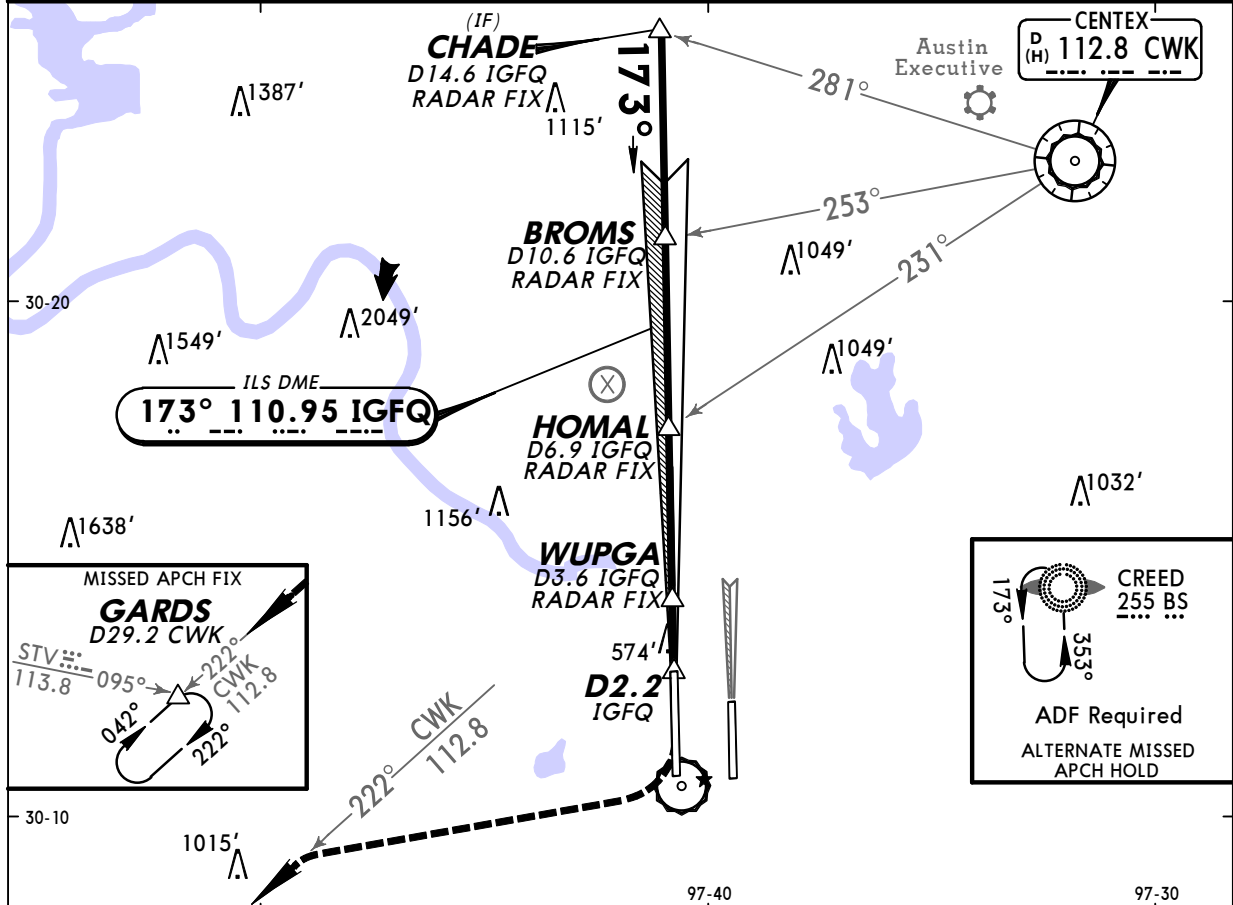 (IF)
CHADE
D14.6 IGFQ
RADAR FIX
173°
Austin
Executive
CENTEX
D
(H) 112.8 CWK
1387'
1115'
281°
253°
231°
BROMS
D10.6 IGFQ
RADAR FIX
1049'
30-20
2049'
1549'
1049'
ILS DME
173° 110.95 IGFQ
X
HOMAL
D6.9 IGFQ
RADAR FIX
1156'
1032'
1638'
WUPGA
D3.6 IGFQ
RADAR FIX
574'
D2.2
IGFQ
MISSED APCH FIX
GARDS
D29.2 CWK
STV
113.8
095°
222°
CWK
112.8
042°
222°
CREED
255 BS
173°
353°
ADF Required
ALTERNATE MISSED
APCH HOLD
222°
CWK
112.8
30-10
1015'
97-40
97-30